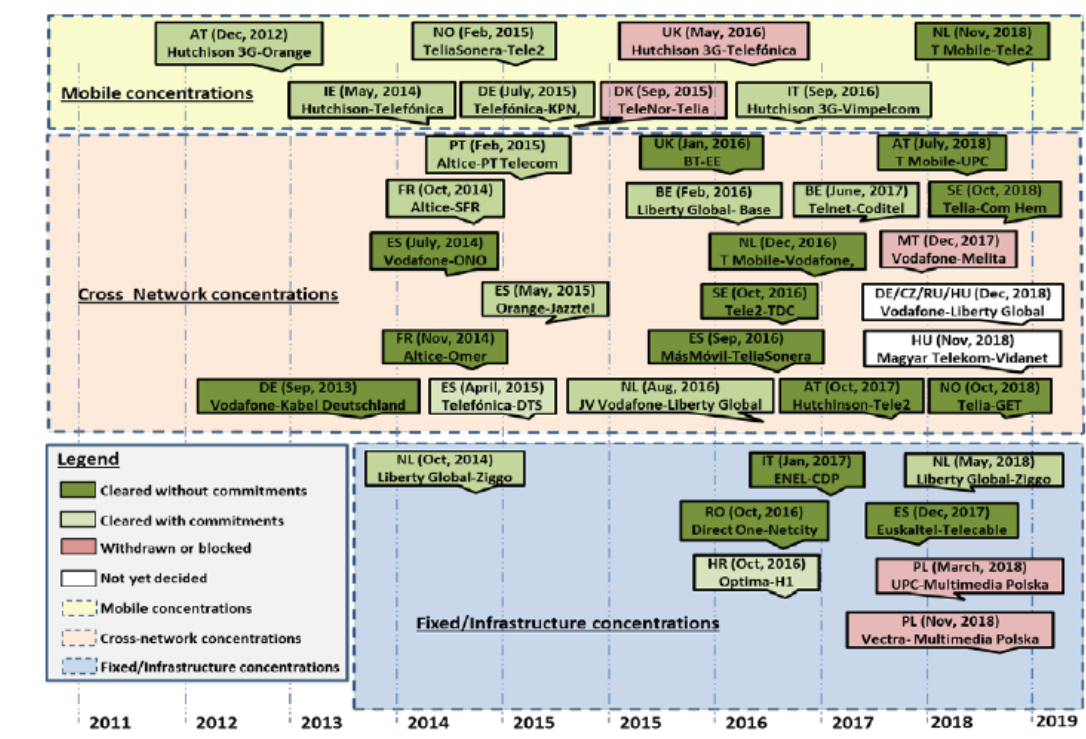 AT (Dec, 2012)
Hutchison 3G-Orange
NO (Feb, 2015)
TeliaSonera-Tele2
UK (May, 2016)
Hutchison 3G-Telefónica
NL (Nov, 2018)
T Mobile-Tele2
Mobile concentrations
IE (May, 2014)
Hutchison-Telefónica
DE (July, 2015)
Telefónica-KPN,
DK (Sep, 2015)
TeleNor-Telia
IT (Sep, 2016)
Hutchison 3G-Vimpelcom
PT (Feb, 2015)
Altice-PT Telecom
UK (Jan, 2016)
BT-EE
AT (July, 2018)
T Mobile-UPC
FR (Oct, 2014)
Altice-SFR
BE (Feb, 2016)
Liberty Global- Base
BE (June, 2017)
Telnet-Coditel
SE (Oct, 2018)
Telia-Com Hem
ES (July, 2014)
Vodafone-ONO
NL (Dec, 2016)
T Mobile-Vodafone,
MT (Dec, 2017)
Vodafone-Melita
Cross Network concentrations
ES (May, 2015)
Orange-Jazztel
SE (Oct, 2016)
Tele2-TDC
DE/CZ/RU/HU (Dec, 2018)
Vodafone-Liberty Global
FR (Nov, 2014)
Altice-Omer
ES (Sep, 2016)
MásMóvil-TeliaSonera
HU (Nov, 2018)
Magyar Telekom-Vidanet
DE (Sep, 2013)
Vodafone-Kabel Deutschland
ES (April, 2015)
Telefónica-DTS
NL (Aug, 2016)
JV Vodafone-Liberty Global
AT (Oct, 2017)
Hutchinson-Tele2
NO (Oct, 2018)
Telia-GET
Legend
Cleared without commitments
Cleared with commitments
Withdrawn or blocked
Not yet decided
Mobile concentrations
Cross-network concentrations
Fixed/Infrastructure concentrations
NL (Oct, 2014)
Liberty Global-Ziggo
IT (Jan, 2017)
ENEL-CDP
NL (May, 2018)
Liberty Global-Ziggo
RO (Oct, 2016)
Direct One-Netcity
ES (Dec, 2017)
Euskaltel-Telecable
HR (Oct, 2016)
Optima-H1
PL (March, 2018)
UPC-Multimedia Polska
Fixed/Infrastructure concentrations
PL (Nov, 2018)
Vectra- Multimedia Polska
2011 2012 2013 2014 2015 2015 2016 2017 2018 2019